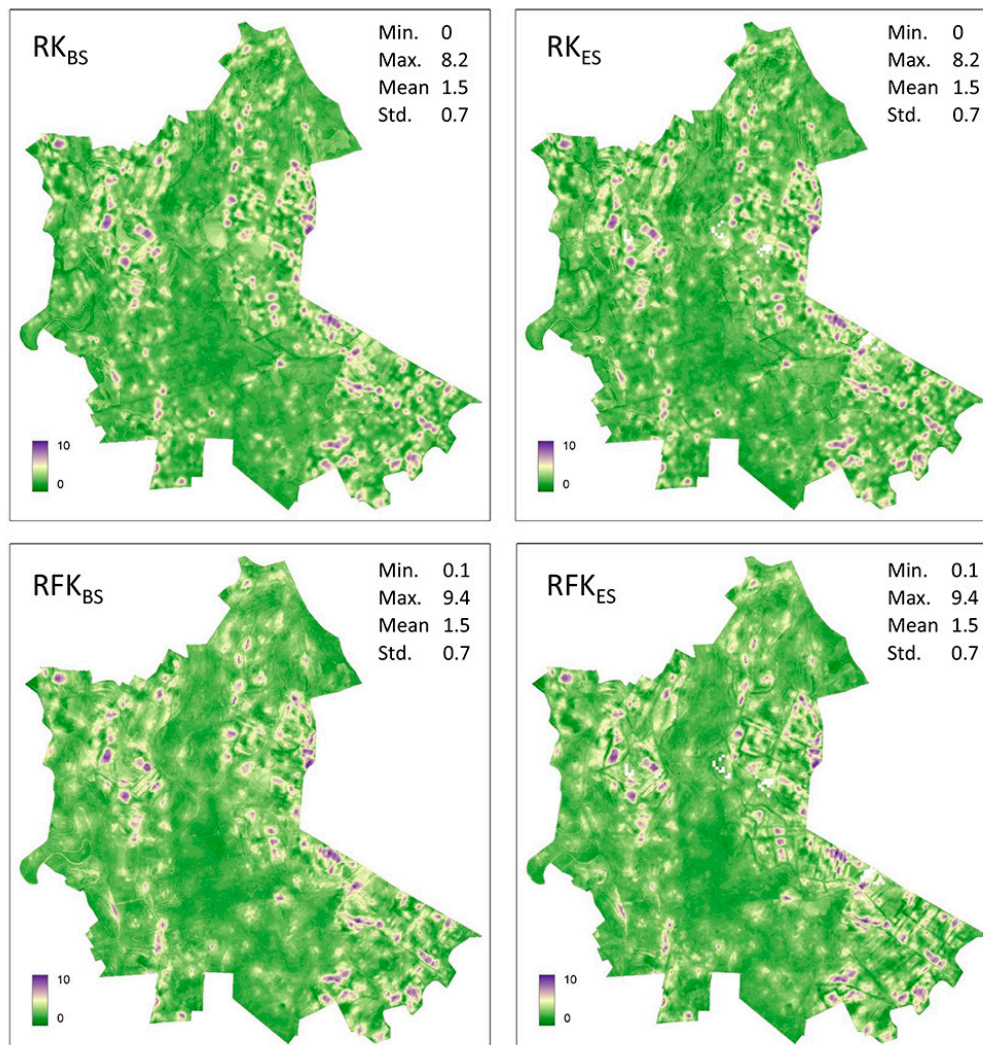 RK_BS
Min. 0
Max. 8.2
Mean 1.5
Std. 0.7
10
0
RK_ES
Min. 0
Max. 8.2
Mean 1.5
Std. 0.7
10
0
RFK_BS
Min. 0.1
Max. 9.4
Mean 1.5
Std. 0.7
10
0
RFK_ES
Min. 0.1
Max. 9.4
Mean 1.5
Std. 0.7
10
0